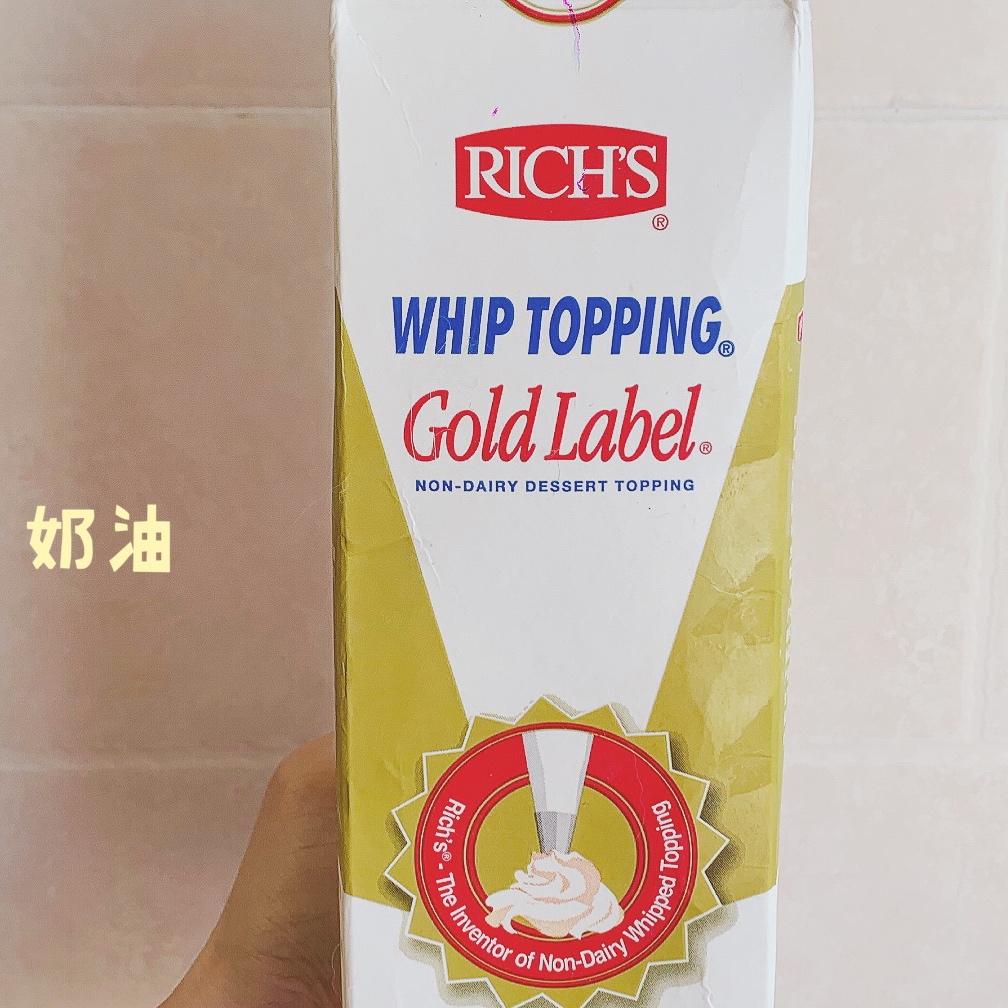 RICH'S®
WHIP TOPPING®
Gold Label®
NON-DAIRY DESSERT TOPPING
奶油
Rich's® - The Inventor of Non-Dairy Whipped Topping